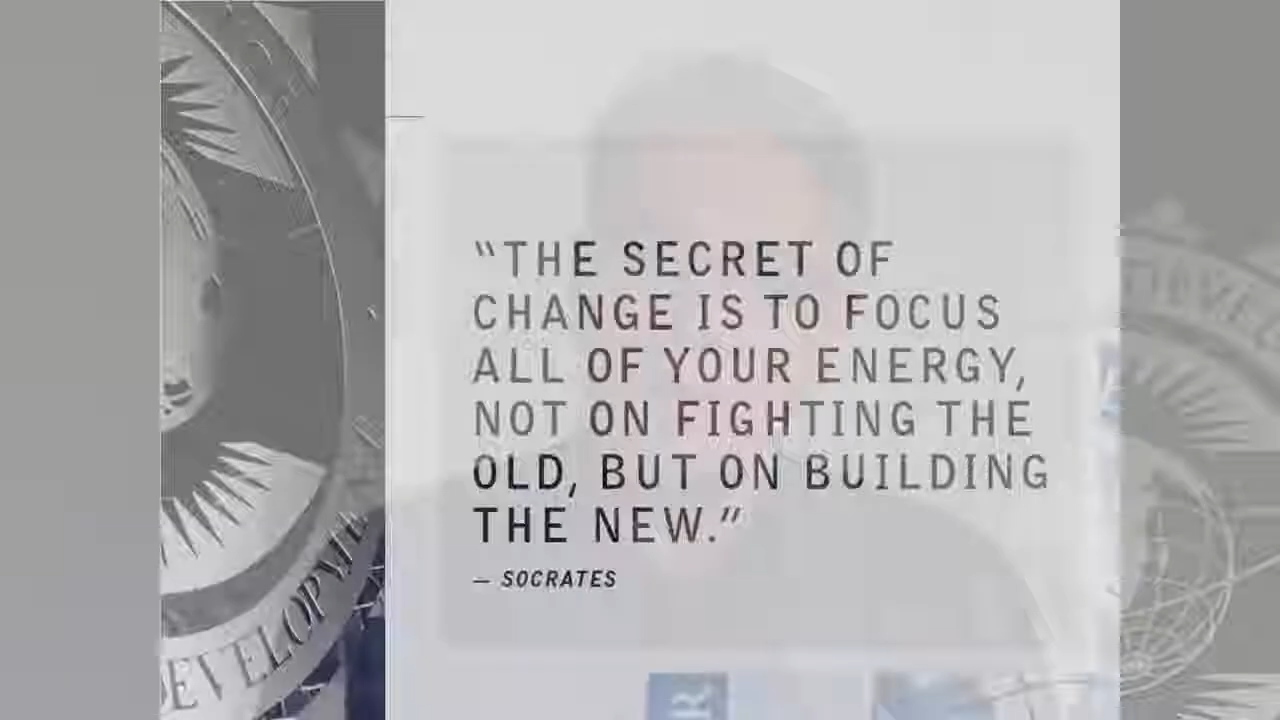 “THE SECRET OF
CHANGE IS TO FOCUS
ALL OF YOUR ENERGY,
NOT ON FIGHTING THE
OLD, BUT ON BUILDING
THE NEW.”
— SOCRATES
R